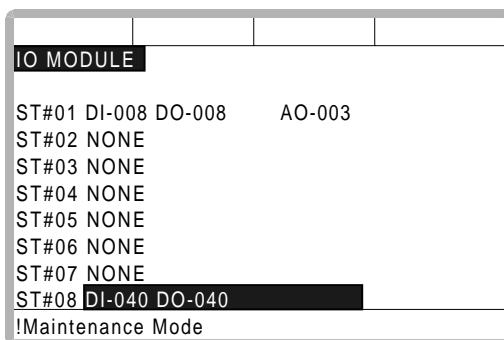 IO MODULE
ST#01 DI-008 DO-008 AO-003
ST#02 NONE
ST#03 NONE
ST#04 NONE
ST#05 NONE
ST#06 NONE
ST#07 NONE
ST#08 DI-040 DO-040
!Maintenance Mode